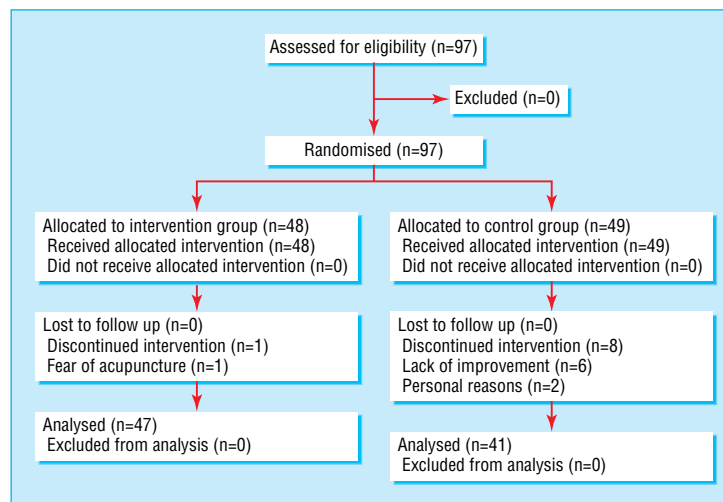 Assessed for eligibility (n=97)
Excluded (n=0)
Randomised (n=97)
Allocated to intervention group (n=48)
Received allocated intervention (n=48)
Did not receive allocated intervention (n=0)
Allocated to control group (n=49)
Received allocated intervention (n=49)
Did not receive allocated intervention (n=0)
Lost to follow up (n=0)
Discontinued intervention (n=1)
Fear of acupuncture (n=1)
Lost to follow up (n=0)
Discontinued intervention (n=8)
Lack of improvement (n=6)
Personal reasons (n=2)
Analysed (n=47)
Excluded from analysis (n=0)
Analysed (n=41)
Excluded from analysis (n=0)